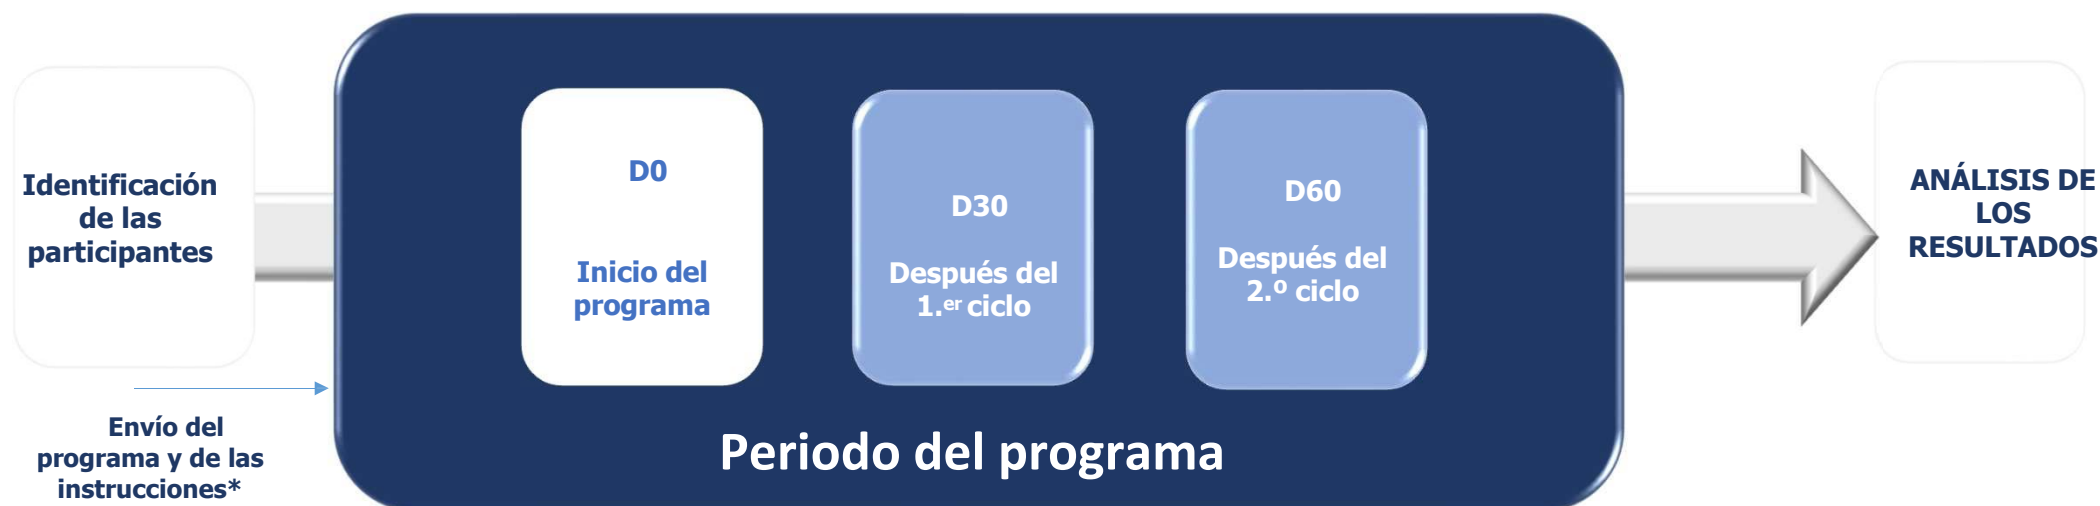 Identificación
de las
participantes
Envío del
programa y de las
instrucciones*
D0
Inicio del
programa
D30
Después del
1.er ciclo
D60
Después del
2.º ciclo
Periodo del programa
ANÁLISIS DE
LOS
RESULTADOS